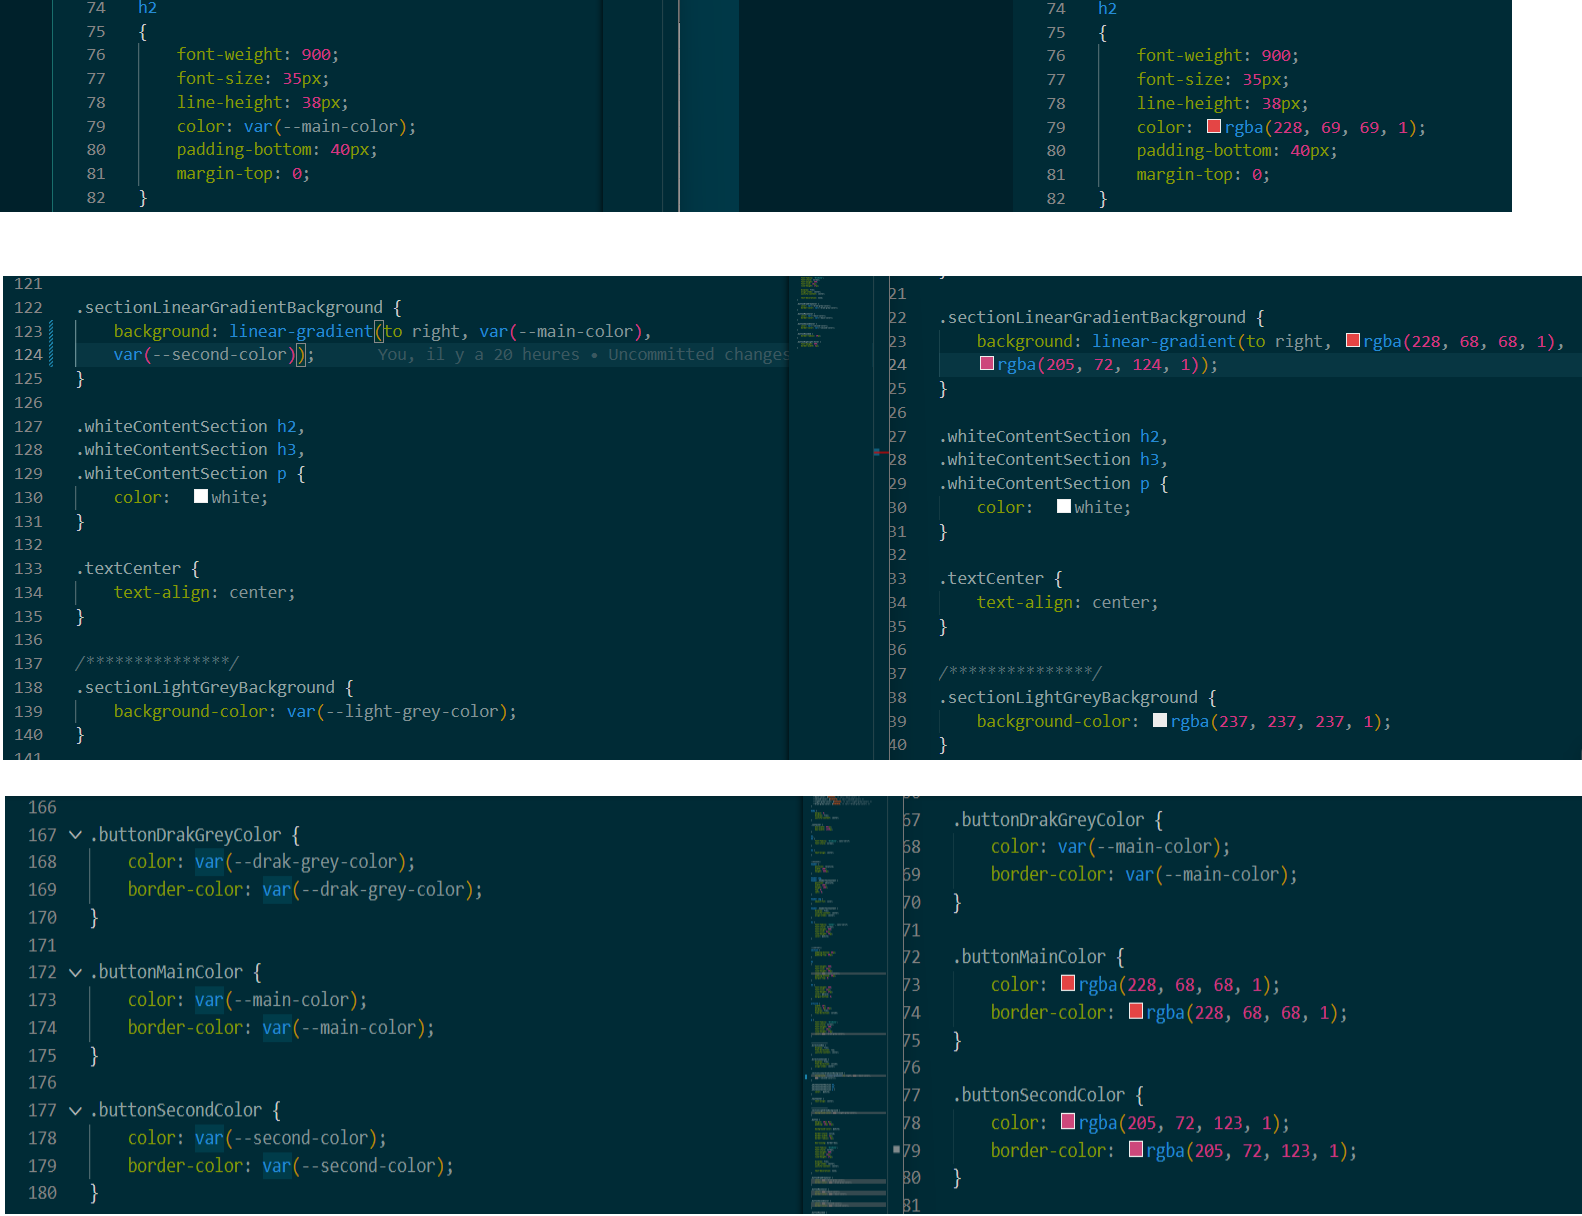 74 h2
75 {
76 font-weight: 900;
77 font-size: 35px;
78 line-height: 38px;
79 color: var(--main-color);
80 padding-bottom: 40px;
81 margin-top: 0;
82 }
74 h2
75 {
76 font-weight: 900;
77 font-size: 35px;
78 line-height: 38px;
79 color: rgba(228, 69, 69, 1);
80 padding-bottom: 40px;
81 margin-top: 0;
82 }
121
122 .sectionLinearGradientBackground {
123 background: linear-gradient(to right, var(--main-color),
124 var(--second-color)); You, il y a 20 heures • Uncommitted changes
125 }
126
127 .whiteContentSection h2,
128 .whiteContentSection h3,
129 .whiteContentSection p {
130 color: white;
131 }
132
133 .textCenter {
134 text-align: center;
135 }
136
137 /***************/
138 .sectionLightGreyBackground {
139 background-color: var(--light-grey-color);
140 }
141
21
22 .sectionLinearGradientBackground {
23 background: linear-gradient(to right, rgba(228, 68, 68, 1),
24 rgba(205, 72, 124, 1));
25 }
26
27 .whiteContentSection h2,
28 .whiteContentSection h3,
29 .whiteContentSection p {
30 color: white;
31 }
32
33 .textCenter {
34 text-align: center;
35 }
36
37 /***************/
38 .sectionLightGreyBackground {
39 background-color: rgba(237, 237, 237, 1);
40 }
166
167 .buttonDrakGreyColor {
168 color: var(--drak-grey-color);
169 border-color: var(--drak-grey-color);
170 }
171
172 .buttonMainColor {
173 color: var(--main-color);
174 border-color: var(--main-color);
175 }
176
177 .buttonSecondColor {
178 color: var(--second-color);
179 border-color: var(--second-color);
180 }
67 .buttonDrakGreyColor {
68 color: var(--main-color);
69 border-color: var(--main-color);
70 }
71
72 .buttonMainColor {
73 color: rgba(228, 68, 68, 1);
74 border-color: rgba(228, 68, 68, 1);
75 }
76
77 .buttonSecondColor {
78 color: rgba(205, 72, 123, 1);
79 border-color: rgba(205, 72, 123, 1);
80 }
81